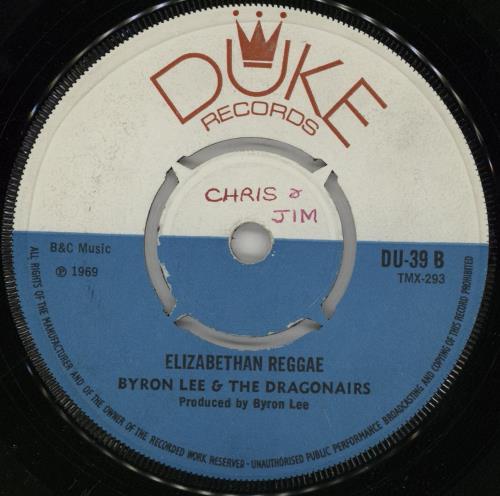 DUKE
RECORDS
CHRIS &
JIM
B&C Music
℗ 1969
DU-39 B
TMX-293
ELIZABETHAN REGGAE
BYRON LEE & THE DRAGONAIRS
Produced by Byron Lee
ALL RIGHTS OF THE MANUFACTURER AND OF THE OWNER OF THE RECORDED WORK RESERVED - UNAUTHORISED PUBLIC PERFORMANCE BROADCASTING AND COPYING OF THIS RECORD PROHIBITED